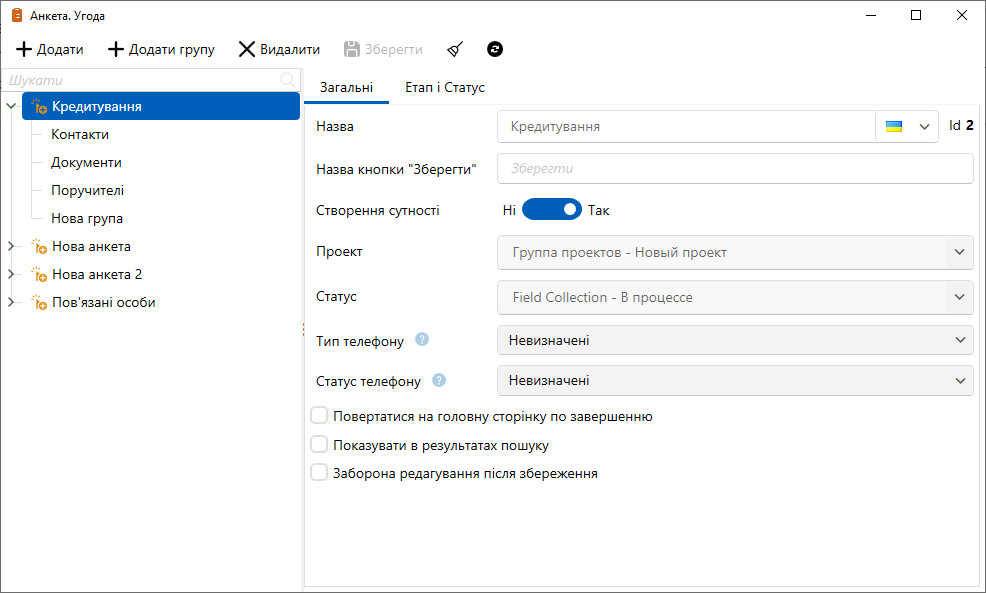 Анкета. Угода
Додати Додати групу Видалити Зберегти
Шукати
Кредитування
Контакти
Документи
Поручителі
Нова група
Нова анкета
Нова анкета 2
Пов'язані особи
Загальні Етап і Статус
Назва Кредитування Id 2
Назва кнопки "Зберегти" Зберегти
Створення сутності Ні Так
Проект Группа проектов - Новый проект
Статус Field Collection - В процессе
Тип телефону ? Невизначені
Статус телефону ? Невизначені
Повертатися на головну сторінку по завершенню
Показувати в результатах пошуку
Заборона редагування після збереження